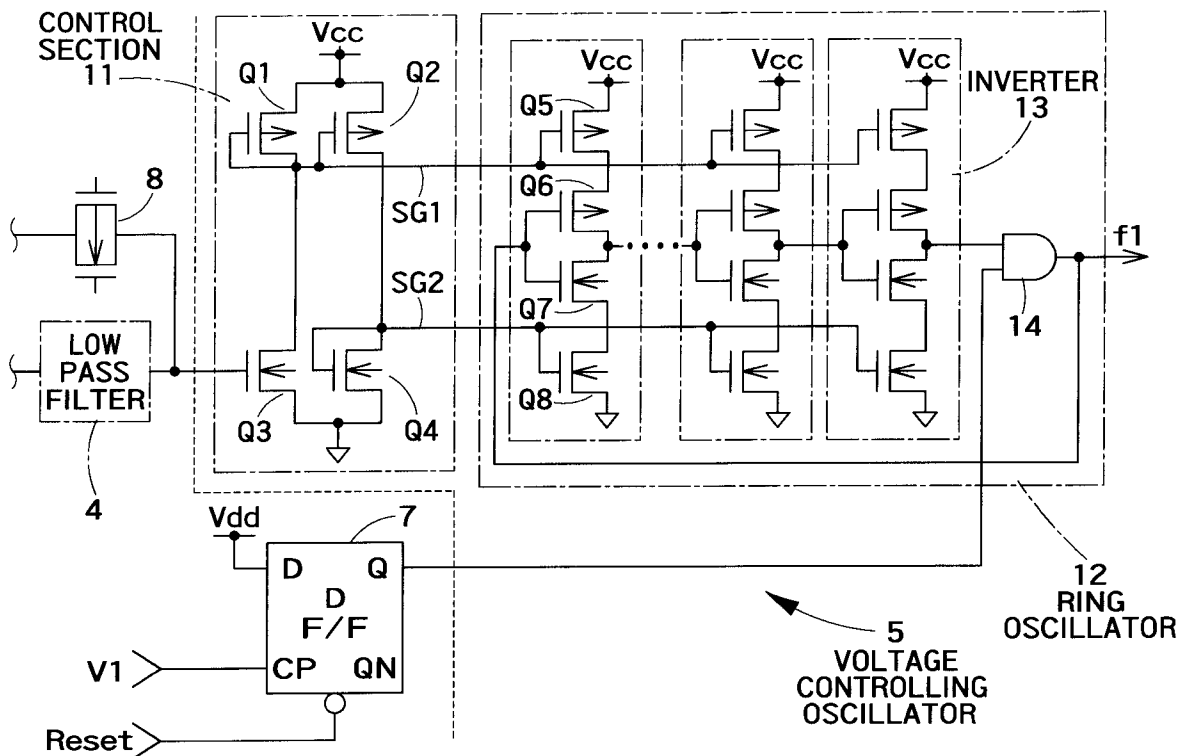 CONTROL
SECTION
11
Vcc
Q1
Q2
8
SG1
SG2
LOW
PASS
FILTER
4
Q3
Q4
Vcc
Vcc
Vcc
Q5
Q6
Q7
Q8
INVERTER
13
f1
14
12
RING
OSCILLATOR
5
VOLTAGE
CONTROLLING
OSCILLATOR
Vdd
7
D
Q
D
F/F
CP
QN
V1
Reset